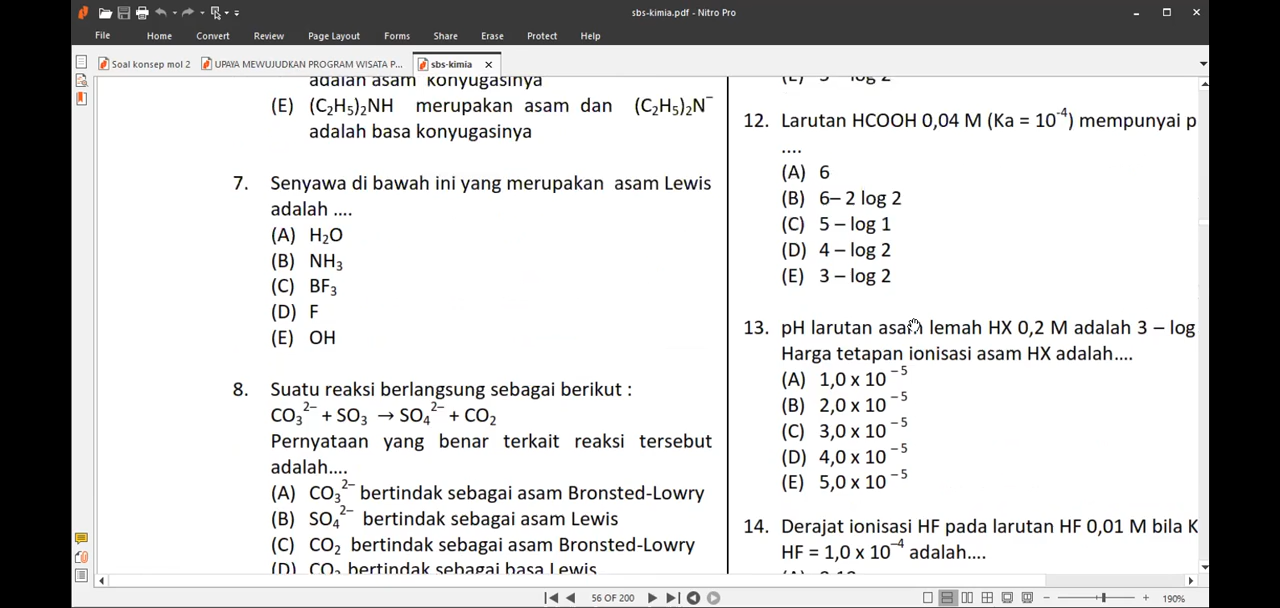 sbs-kimia.pdf - Nitro Pro
File Home Convert Review Page Layout Forms Share Erase Protect Help
Soal konsep mol 2 UPAYA MEWUJUDKAN PROGRAM WISATA P... sbs-kimia
adalah asam konyugasinya
(E) (C₂H₅)₂NH merupakan asam dan (C₂H₅)₂N⁻
adalah basa konyugasinya
7. Senyawa di bawah ini yang merupakan asam Lewis
adalah ....
(A) H₂O
(B) NH₃
(C) BF₃
(D) F
(E) OH
8. Suatu reaksi berlangsung sebagai berikut :
CO₃²⁻ + SO₃ → SO₄²⁻ + CO₂
Pernyataan yang benar terkait reaksi tersebut
adalah....
(A) CO₃²⁻ bertindak sebagai asam Bronsted-Lowry
(B) SO₄²⁻ bertindak sebagai asam Lewis
(C) CO₂ bertindak sebagai asam Bronsted-Lowry
(D) CO₂ bertindak sebagai basa Lewis
(E) 5 – log 2
12. Larutan HCOOH 0,04 M (Ka = 10⁻⁴) mempunyai p
....
(A) 6
(B) 6– 2 log 2
(C) 5 – log 1
(D) 4 – log 2
(E) 3 – log 2
13. pH larutan asam lemah HX 0,2 M adalah 3 – log
Harga tetapan ionisasi asam HX adalah....
(A) 1,0 x 10⁻⁵
(B) 2,0 x 10⁻⁵
(C) 3,0 x 10⁻⁵
(D) 4,0 x 10⁻⁵
(E) 5,0 x 10⁻⁵
14. Derajat ionisasi HF pada larutan HF 0,01 M bila K
HF = 1,0 x 10⁻⁴ adalah....
56 OF 200
190%